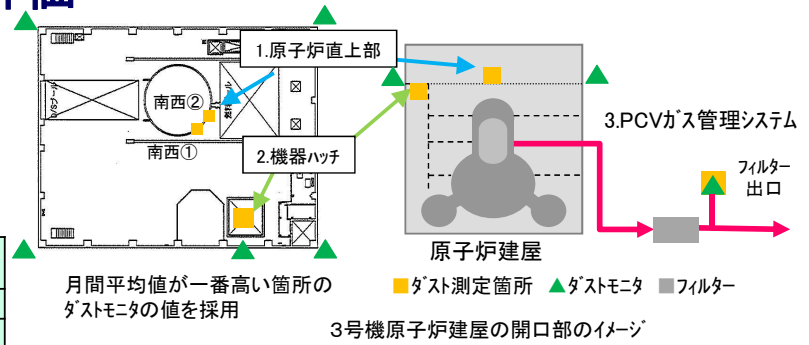 価
1.原子炉直上部
南西②
南西①
2.機器ハッチ
3.PCVガス管理システム
フィルター
出口
原子炉建屋
月間平均値が一番高い箇所の
ダストモニタの値を採用
ダスト測定箇所 ダストモニタ フィルター
3号機原子炉建屋の開口部のイメージ